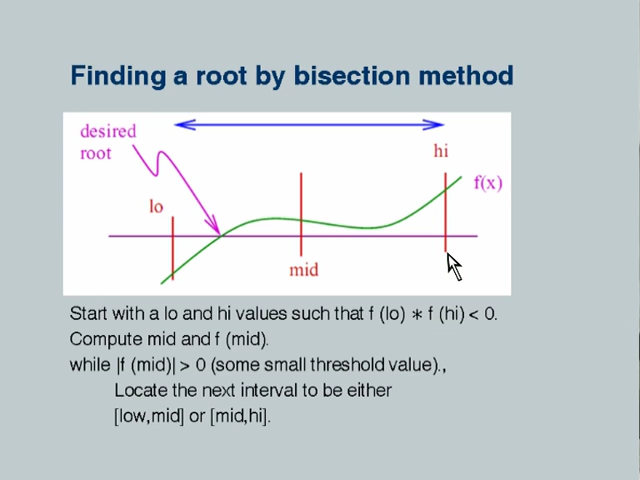 Finding a root by bisection method
desired
root
hi
f(x)
lo
mid
Start with a lo and hi values such that f (lo) ∗ f (hi) < 0.
Compute mid and f (mid).
while |f (mid)| > 0 (some small threshold value).,
Locate the next interval to be either
[low,mid] or [mid,hi].